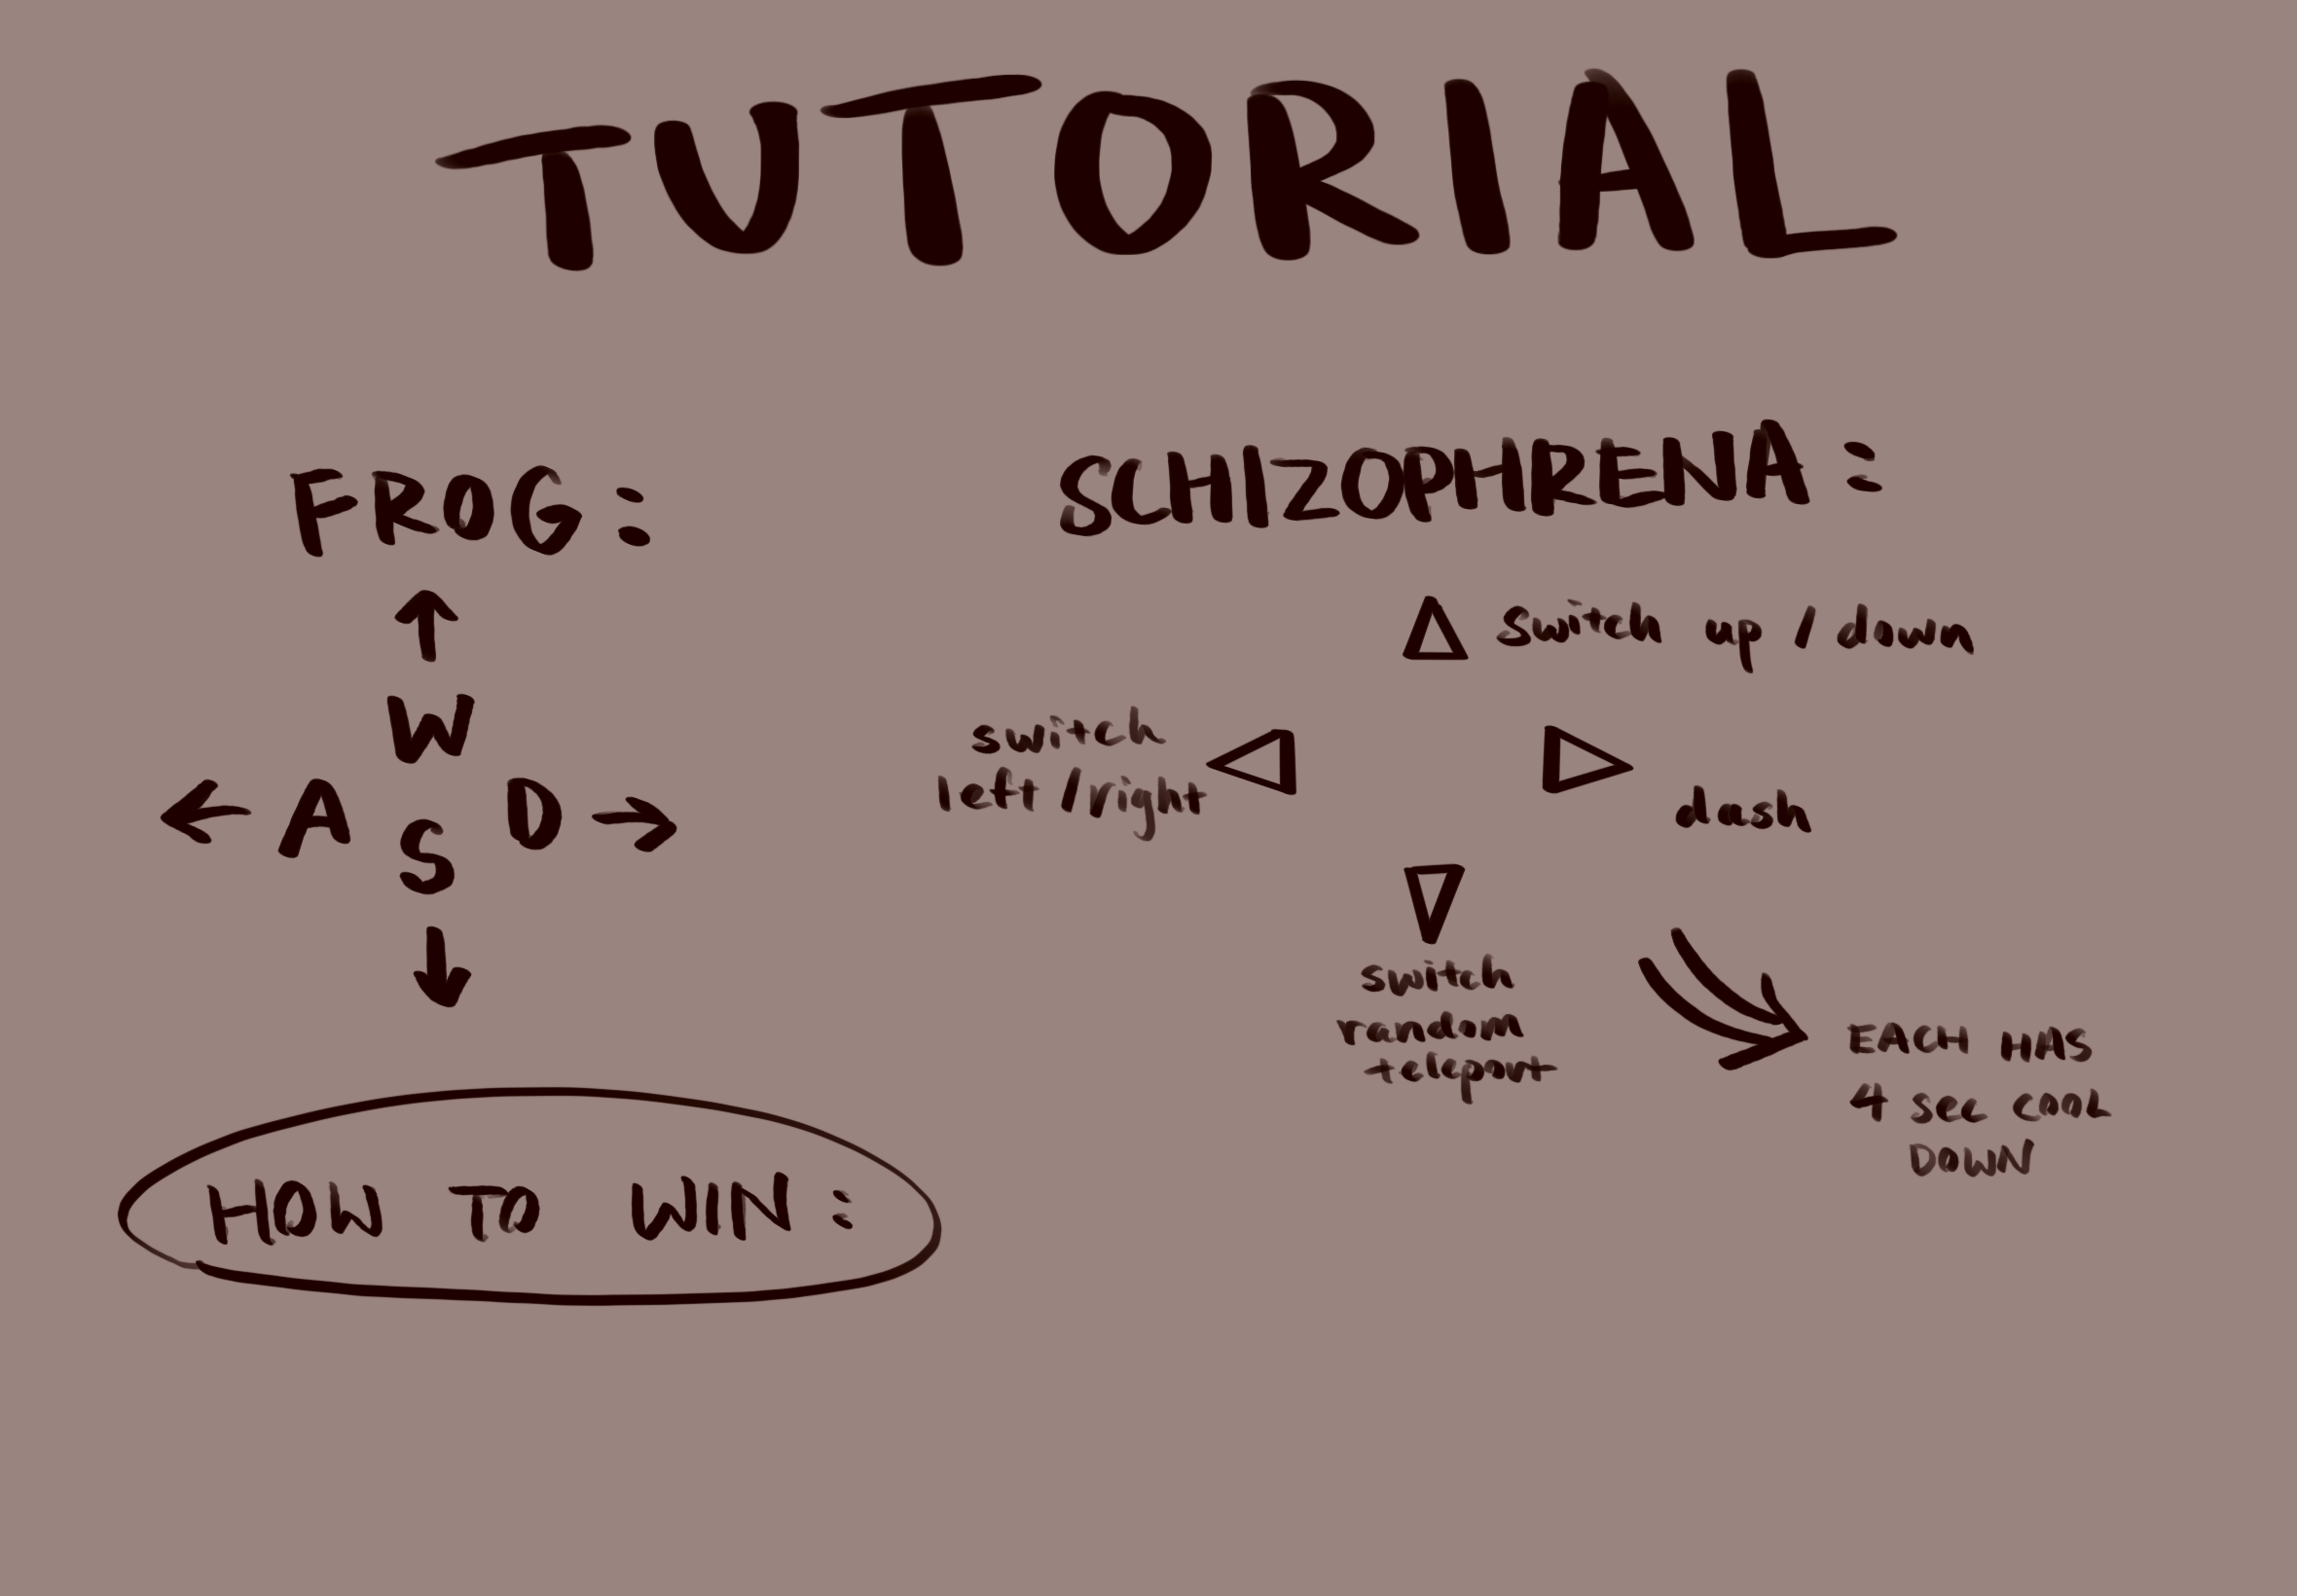 TUTORIAL
FROG:
W
A D
S
SCHIZOPHRENA:
switch up / down
switch
left / right
dash
switch
random
teleport
EACH HAS
4 SEC COOL
DOWN
HOW TO WIN: